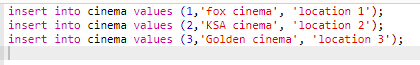 insert into cinema values (1,'fox cinema', 'location 1');
insert into cinema values (2,'KSA cinema', 'location 2');
insert into cinema values (3,'Golden cinema', 'location 3');